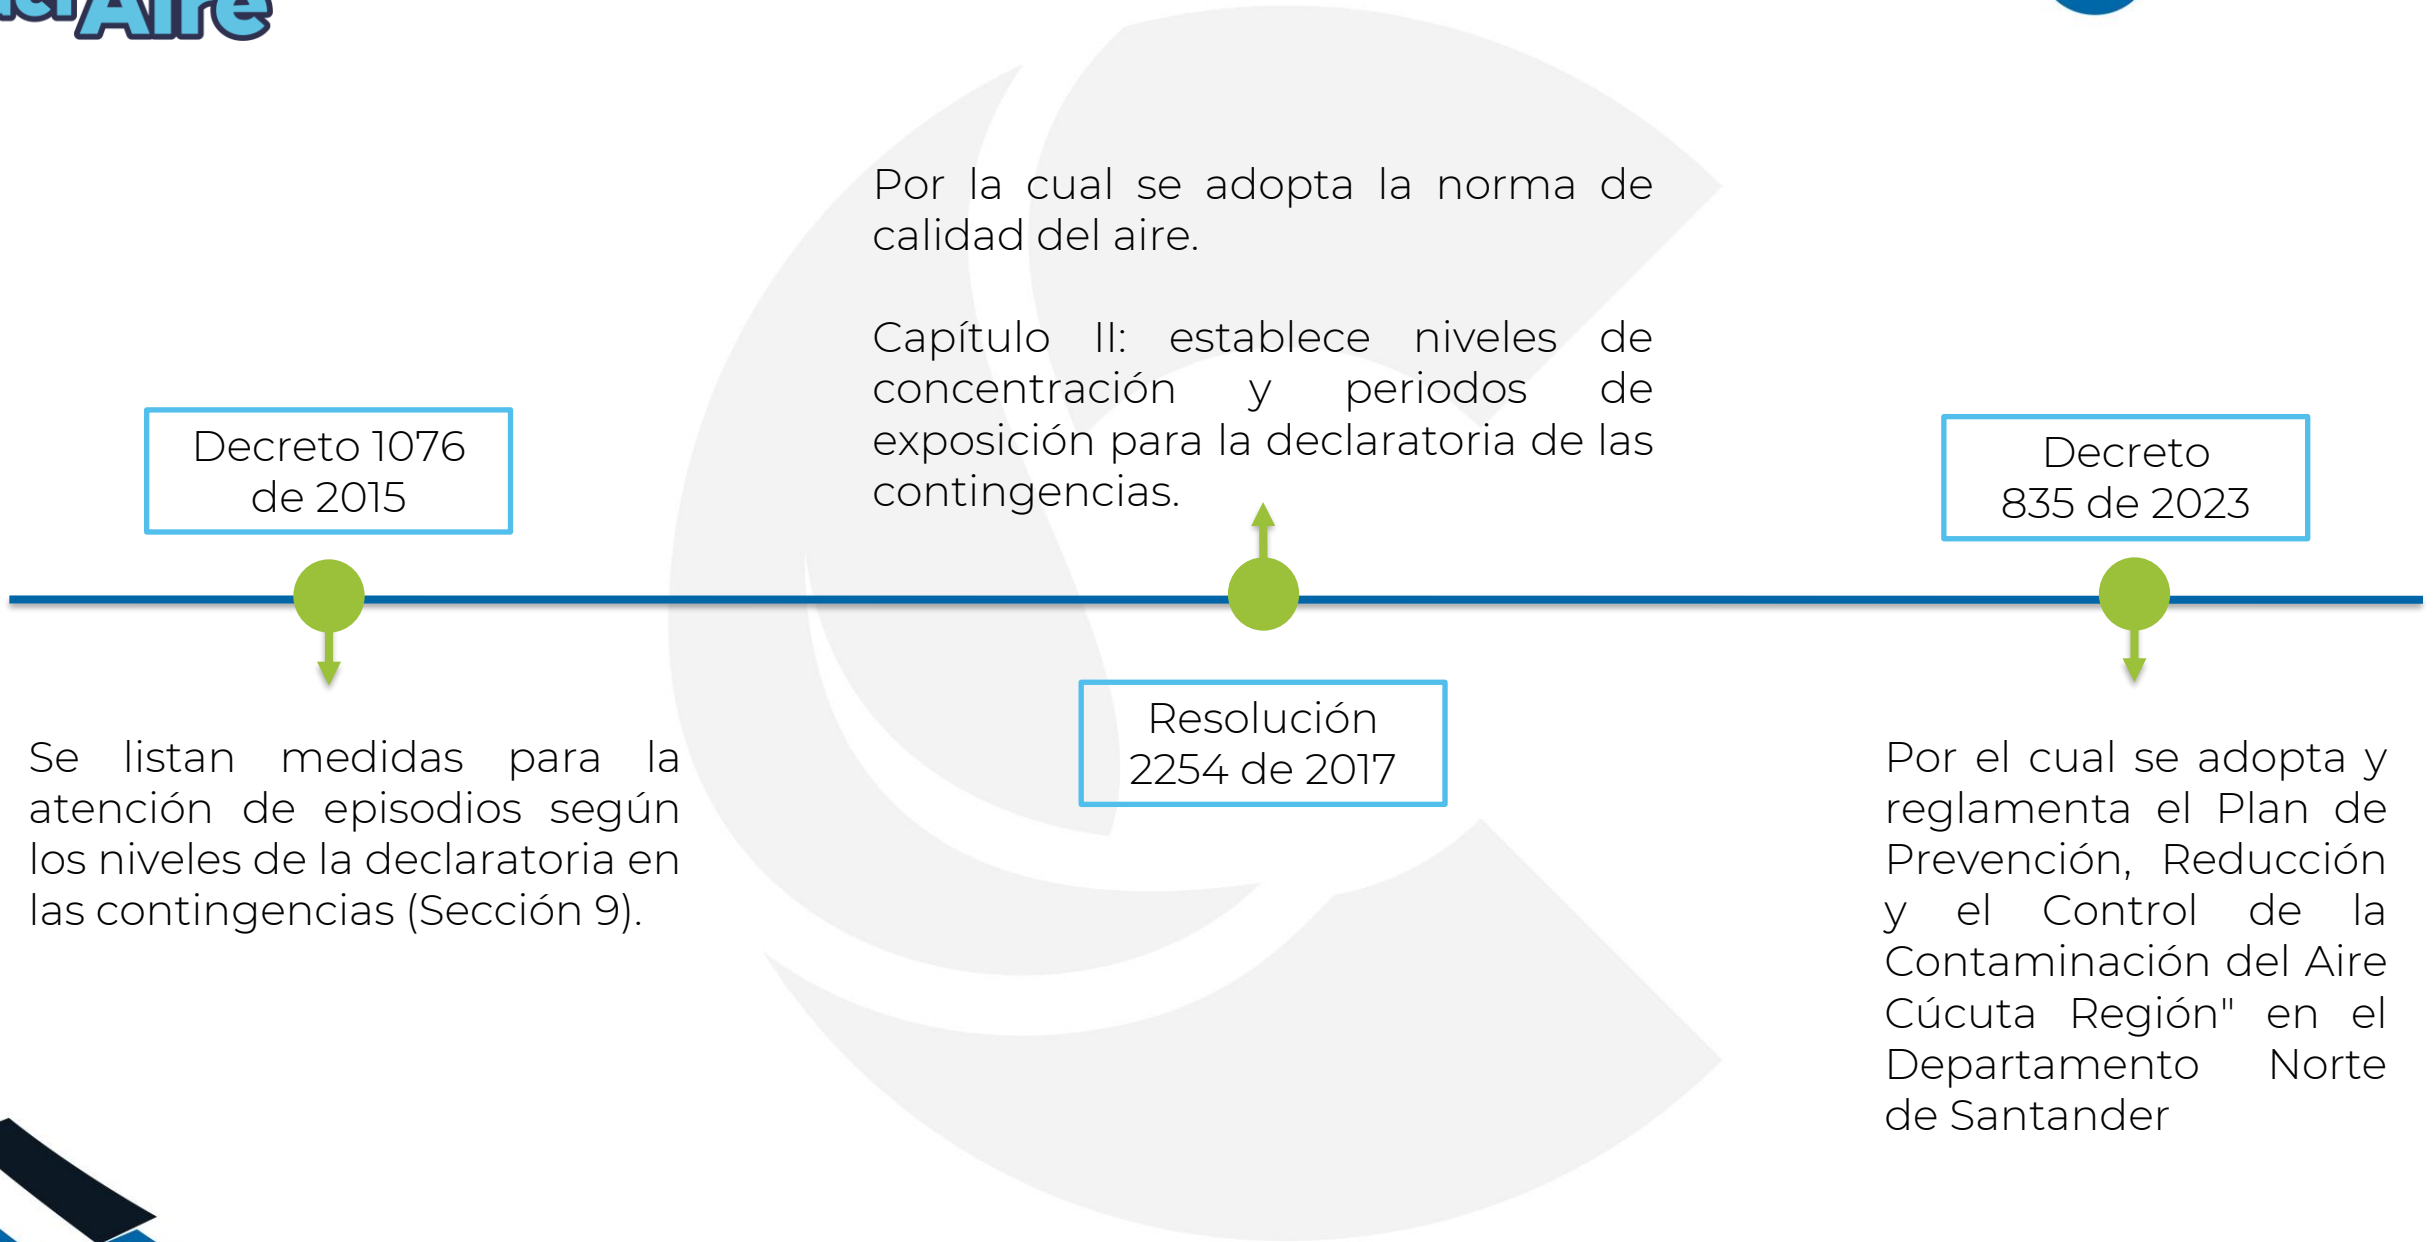 Aire
Por la cual se adopta la norma de
calidad del aire.
Capítulo II: establece niveles de
concentración y periodos de
exposición para la declaratoria de las
contingencias.
Decreto 1076
de 2015
Decreto
835 de 2023
Resolución
2254 de 2017
Se listan medidas para la
atención de episodios según
los niveles de la declaratoria en
las contingencias (Sección 9).
Por el cual se adopta y
reglamenta el Plan de
Prevención, Reducción
y el Control de la
Contaminación del Aire
Cúcuta Región" en el
Departamento Norte
de Santander